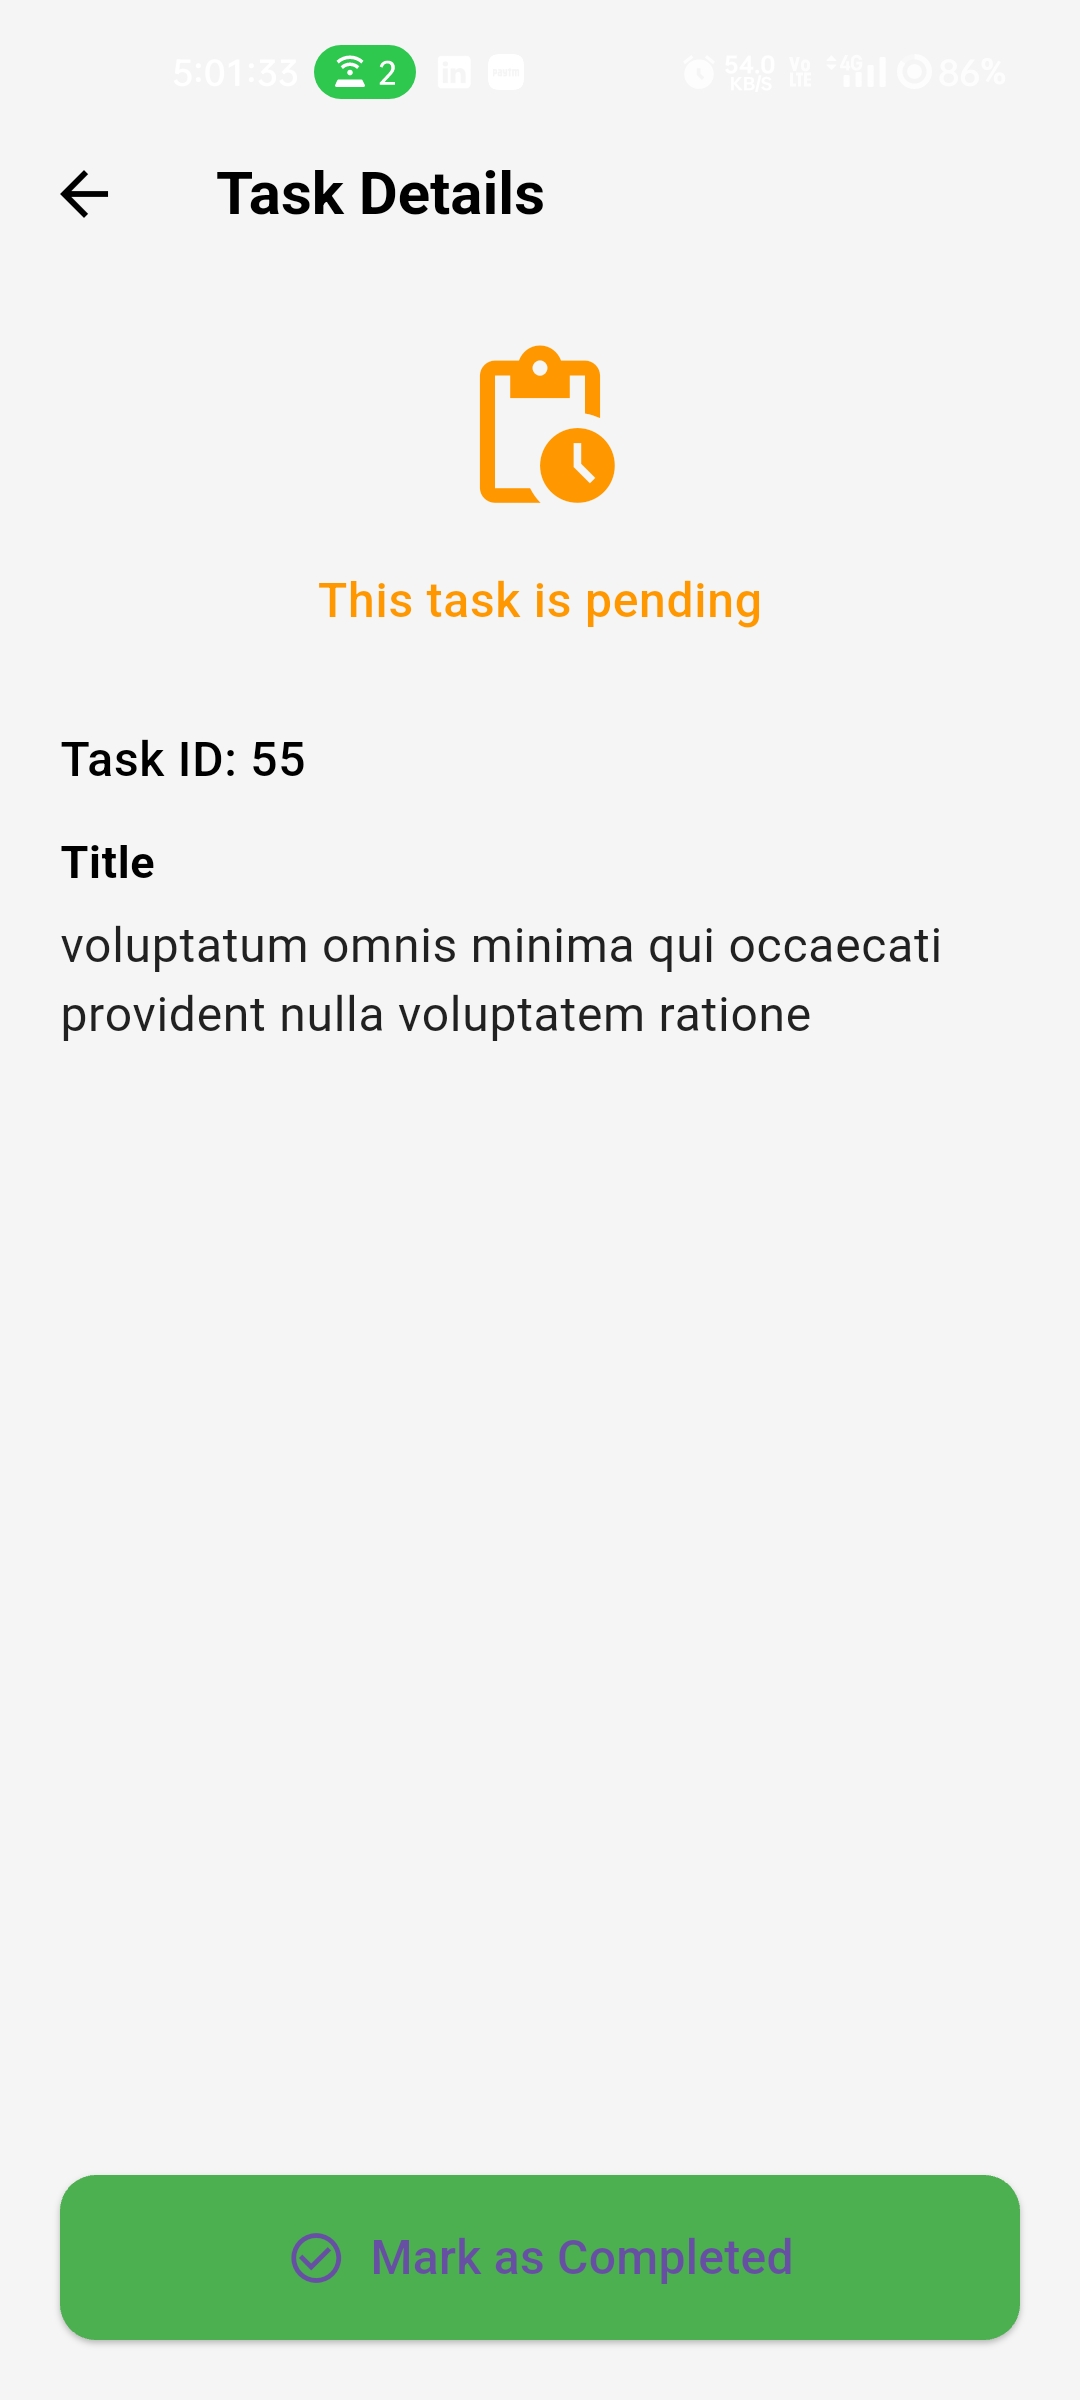 5:01:33 2 54.0 KB/S Vo LTE 4G 86%
Task Details
This task is pending
Task ID: 55
Title
voluptatum omnis minima qui occaecati
provident nulla voluptatem ratione
Mark as Completed